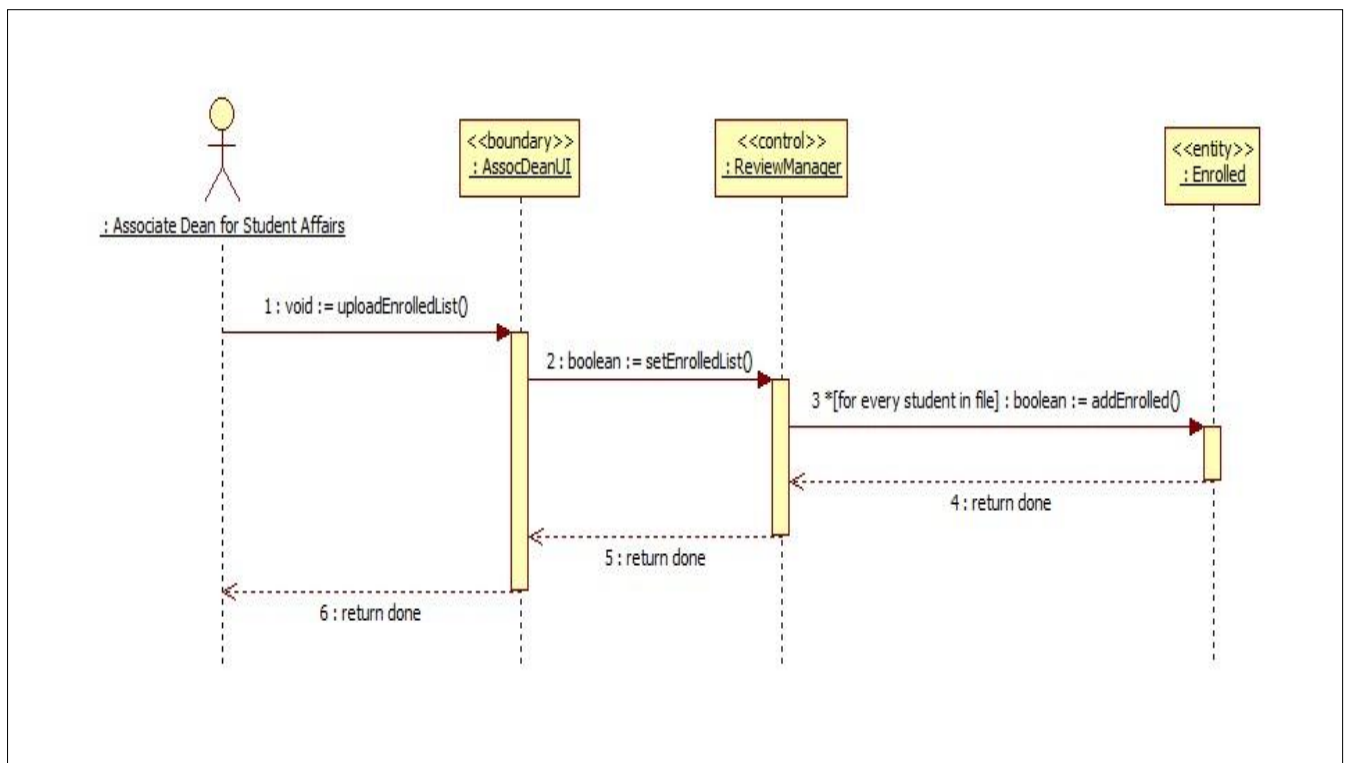 <<boundary>>
: AssocDeanUI
<<control>>
: ReviewManager
<<entity>>
: Enrolled
: Associate Dean for Student Affairs
1 : void := uploadEnrolledList()
2 : boolean := setEnrolledList()
3 *[for every student in file] : boolean := addEnrolled()
4 : return done
5 : return done
6 : return done